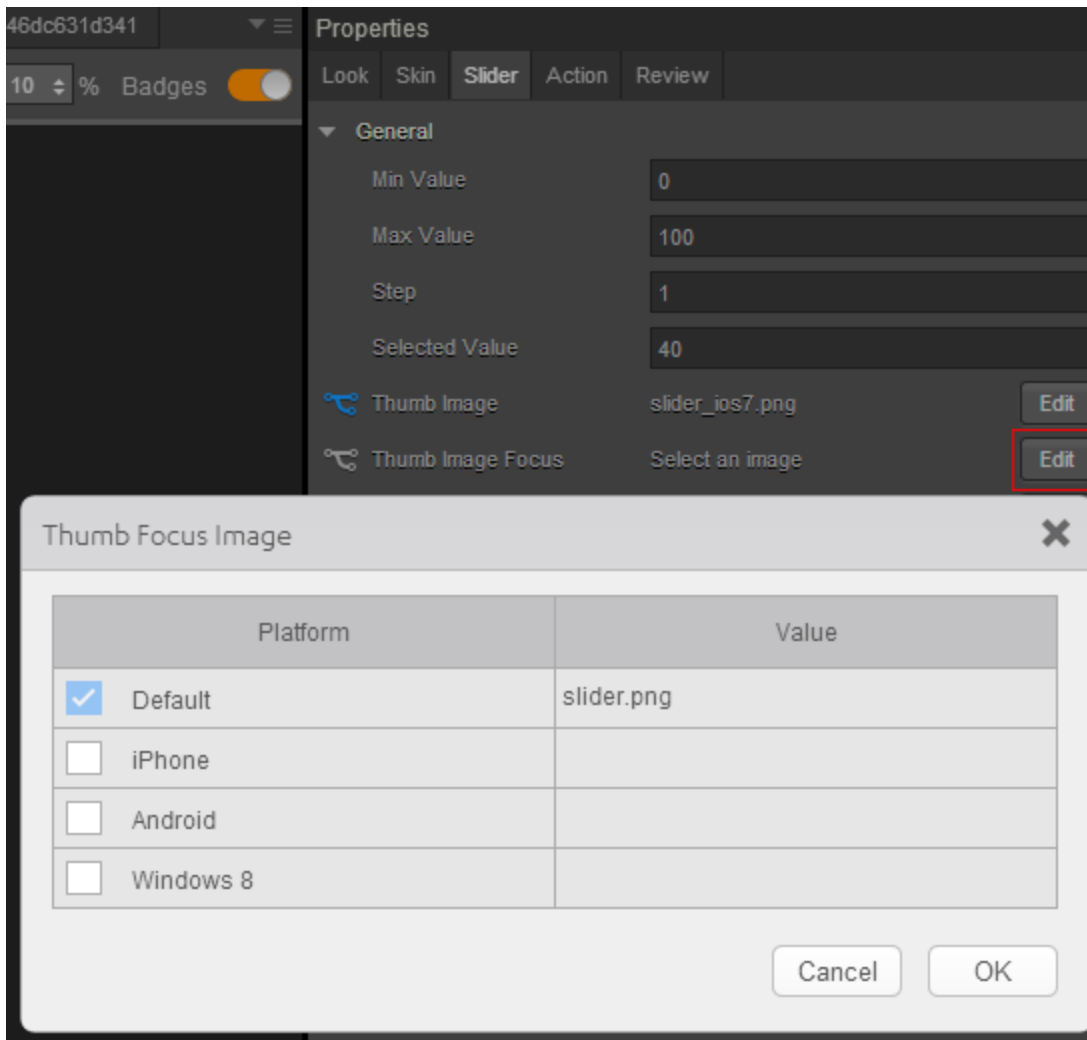 46dc631d341
10 % Badges
Properties
Look Skin Slider Action Review
General
Min Value 0
Max Value 100
Step 1
Selected Value 40
Thumb Image slider_ios7.png Edit
Thumb Image Focus Select an image Edit
Thumb Focus Image
Platform Value
Default slider.png
iPhone
Android
Windows 8
Cancel OK